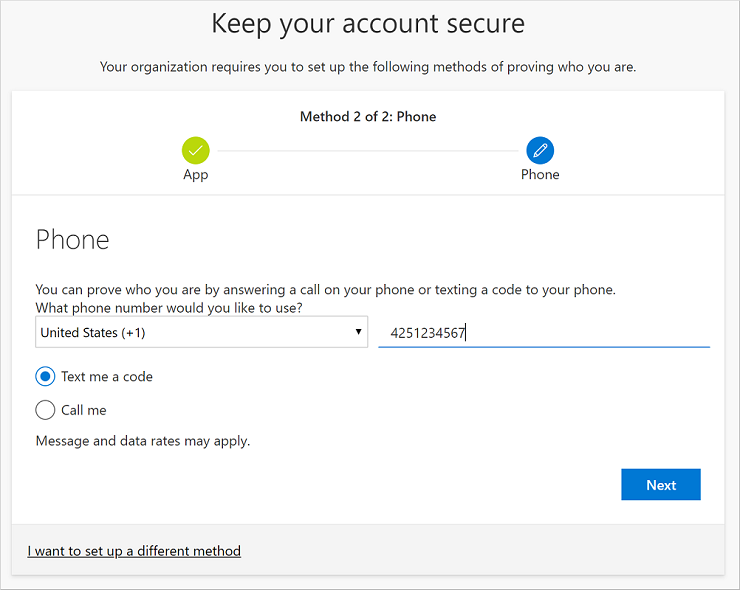 Keep your account secure
Your organization requires you to set up the following methods of proving who you are.
Method 2 of 2: Phone
App
Phone
Phone
You can prove who you are by answering a call on your phone or texting a code to your phone.
What phone number would you like to use?
United States (+1) 4251234567
Text me a code
Call me
Message and data rates may apply.
Next
I want to set up a different method